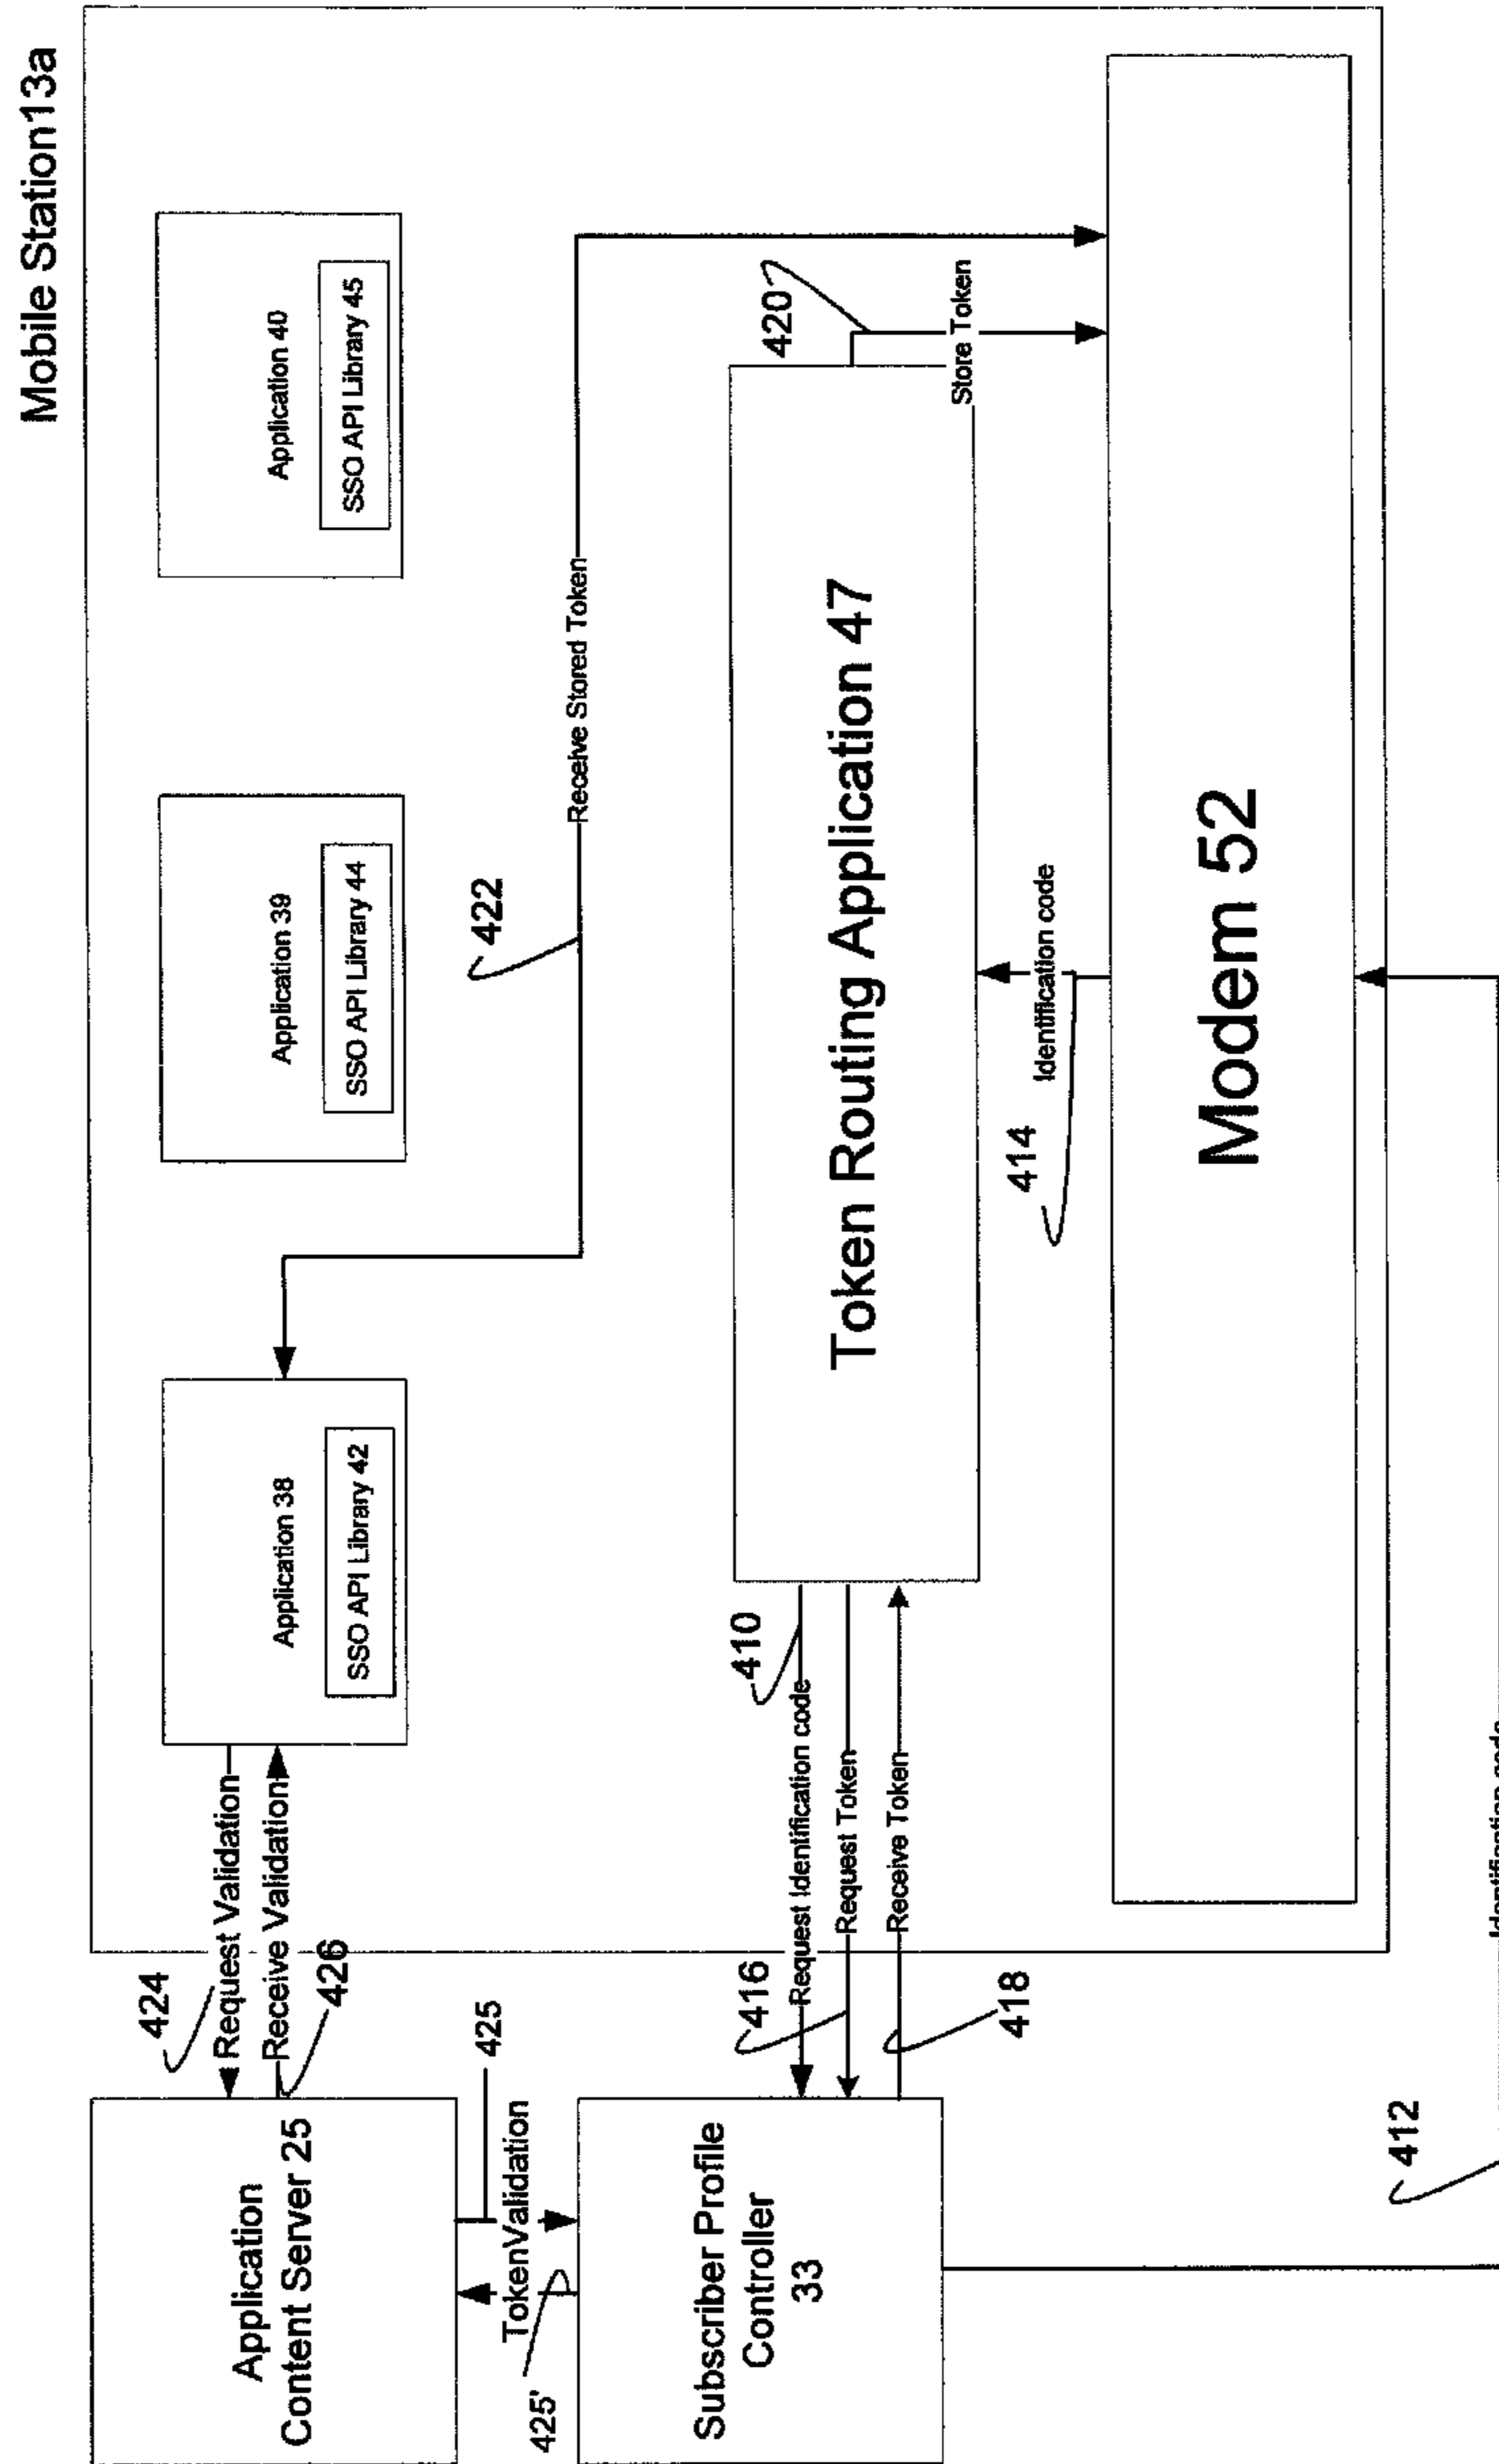 Mobile Station13a
Application 38
SSO API Library 42
Application 39
SSO API Library 44
Application 40
SSO API Library 45
Application
Content Server 25
424
Request Validation
Receive Validation
426
422
Receive Stored Token
425
TokenValidation
425'
Subscriber Profile
Controller
33
410
Request Identification code
416
Request Token
Receive Token
418
Token Routing Application 47
420
Store Token
414
Identification code
Modem 52
412
Identification code